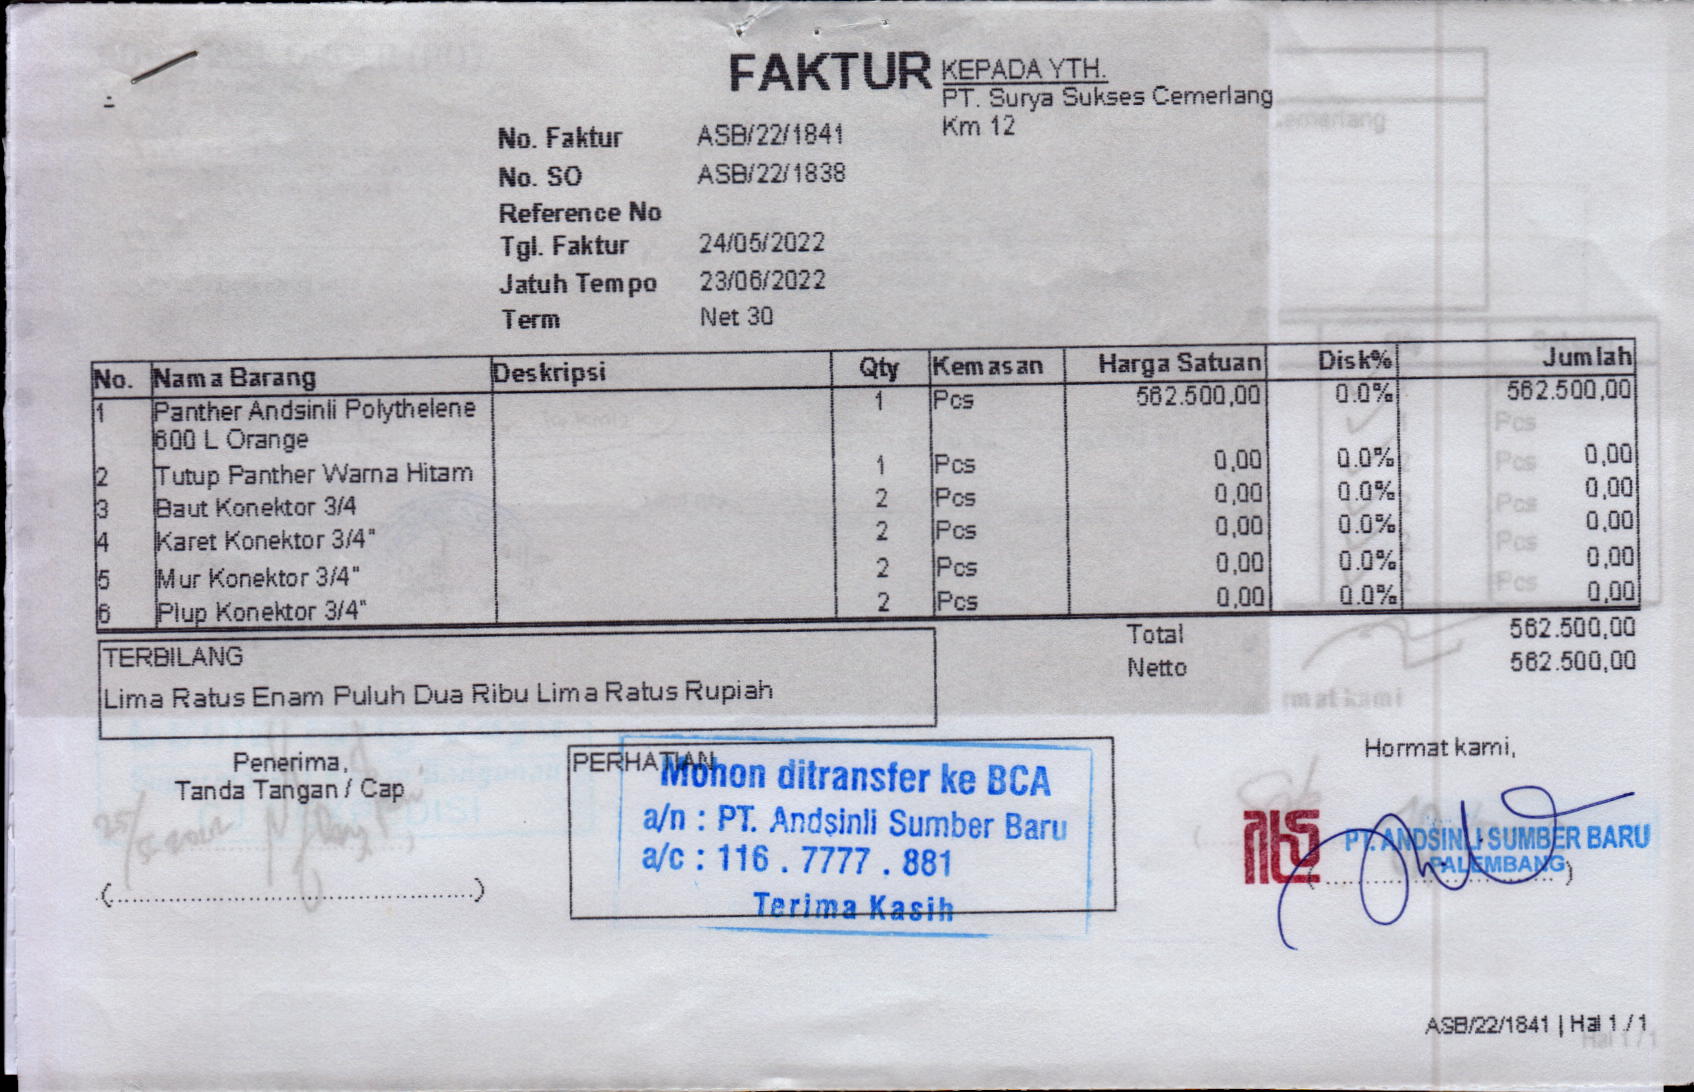 FAKTUR
KEPADA YTH.
PT. Surya Sukses Cemerlang
Km 12
No. Faktur ASB/22/1841
No. SO ASB/22/1838
Reference No
Tgl. Faktur 24/05/2022
Jatuh Tempo 23/06/2022
Term Net 30
No. Nama Barang Deskripsi Qty Kemasan Harga Satuan Disk% Jumlah
1 Panther Andsinli Polythelene 1 Pcs 562.500,00 0.0% 562.500,00
600 L Orange
2 Tutup Panther Warna Hitam 1 Pcs 0,00 0.0% 0,00
3 Baut Konektor 3/4 2 Pcs 0,00 0.0% 0,00
4 Karet Konektor 3/4" 2 Pcs 0,00 0.0% 0,00
5 Mur Konektor 3/4" 2 Pcs 0,00 0.0% 0,00
6 Plup Konektor 3/4" 2 Pcs 0,00 0.0% 0,00
Total 562.500,00
Netto 562.500,00
TERBILANG
Lima Ratus Enam Puluh Dua Ribu Lima Ratus Rupiah
Penerima,
Tanda Tangan / Cap
(........................................................)
PERHATIAN
Mohon ditransfer ke BCA
a/n : PT. Andsinli Sumber Baru
a/c : 116 . 7777 . 881
Terima Kasih
Hormat kami,
PT. ANDSINLI SUMBER BARU
PALEMBANG
ASB/22/1841 | Hal 1 / 1